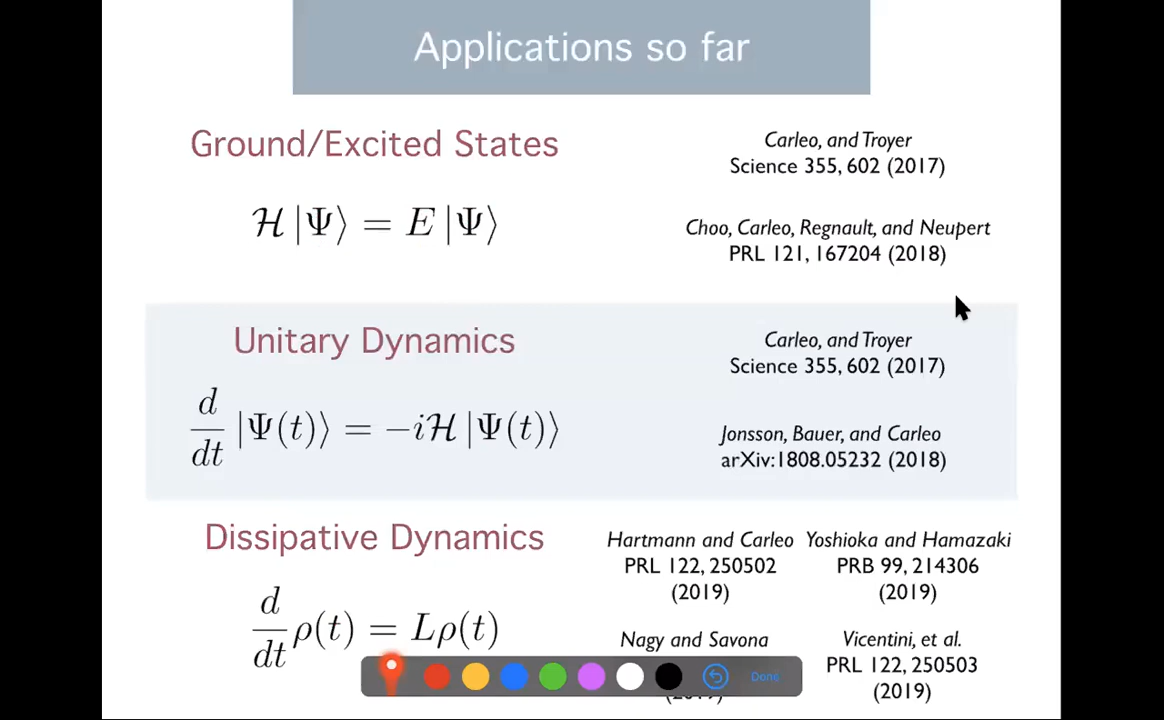 Applications so far
Ground/Excited States
ℋ|Ψ⟩ = E|Ψ⟩
Carleo, and Troyer
Science 355, 602 (2017)
Choo, Carleo, Regnault, and Neupert
PRL 121, 167204 (2018)
Unitary Dynamics
d/dt |Ψ(t)⟩ = −iℋ|Ψ(t)⟩
Carleo, and Troyer
Science 355, 602 (2017)
Jonsson, Bauer, and Carleo
arXiv:1808.05232 (2018)
Dissipative Dynamics
d/dt ρ(t) = Lρ(t)
Hartmann and Carleo
PRL 122, 250502
(2019)
Yoshioka and Hamazaki
PRB 99, 214306
(2019)
Nagy and Savona
(2019)
Vicentini, et al.
PRL 122, 250503
(2019)
Done